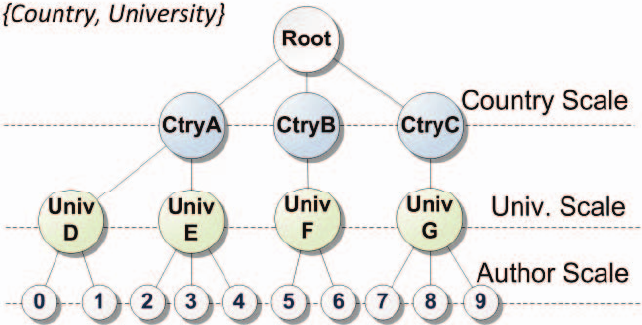 {Country, University}
Root
Country Scale
CtryA CtryB CtryC
Univ. Scale
Univ D Univ E Univ F Univ G
Author Scale
0 1 2 3 4 5 6 7 8 9